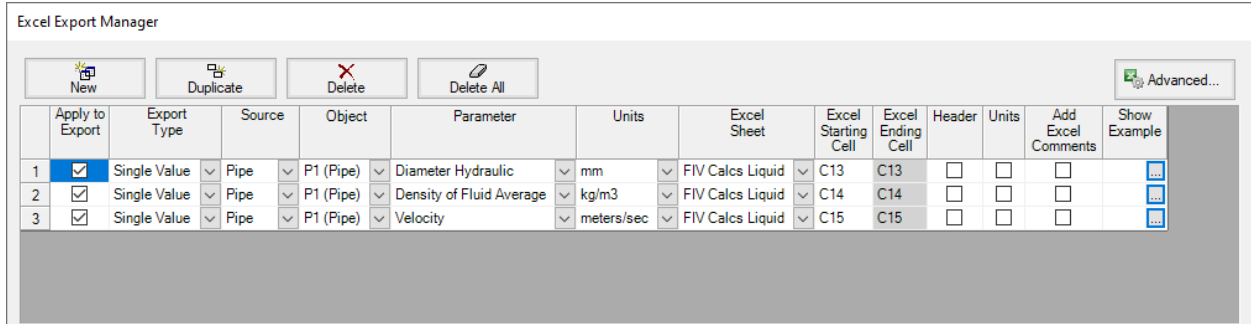 Excel Export Manager
New Duplicate Delete Delete All Advanced...
Apply to Export Export Type Source Object Parameter Units Excel Sheet Excel Starting Cell Excel Ending Cell Header Units Add Excel Comments Show Example
1 Single Value Pipe P1 (Pipe) Diameter Hydraulic mm FIV Calcs Liquid C13 C13 ...
2 Single Value Pipe P1 (Pipe) Density of Fluid Average kg/m3 FIV Calcs Liquid C14 C14 ...
3 Single Value Pipe P1 (Pipe) Velocity meters/sec FIV Calcs Liquid C15 C15 ...